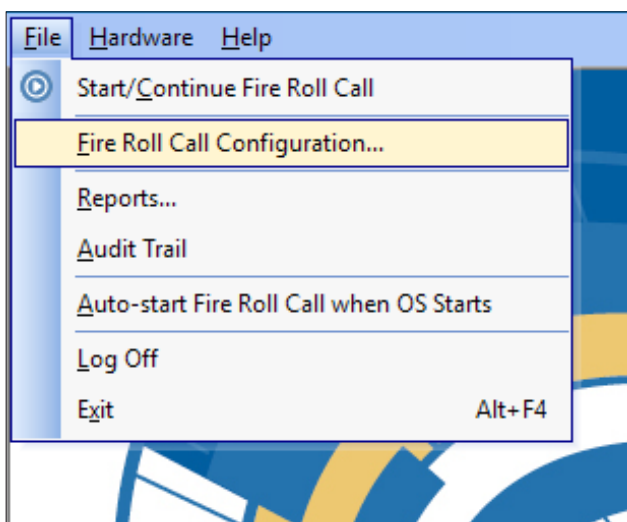 File Hardware Help
Start/Continue Fire Roll Call
Fire Roll Call Configuration...
Reports...
Audit Trail
Auto-start Fire Roll Call when OS Starts
Log Off
Exit Alt+F4